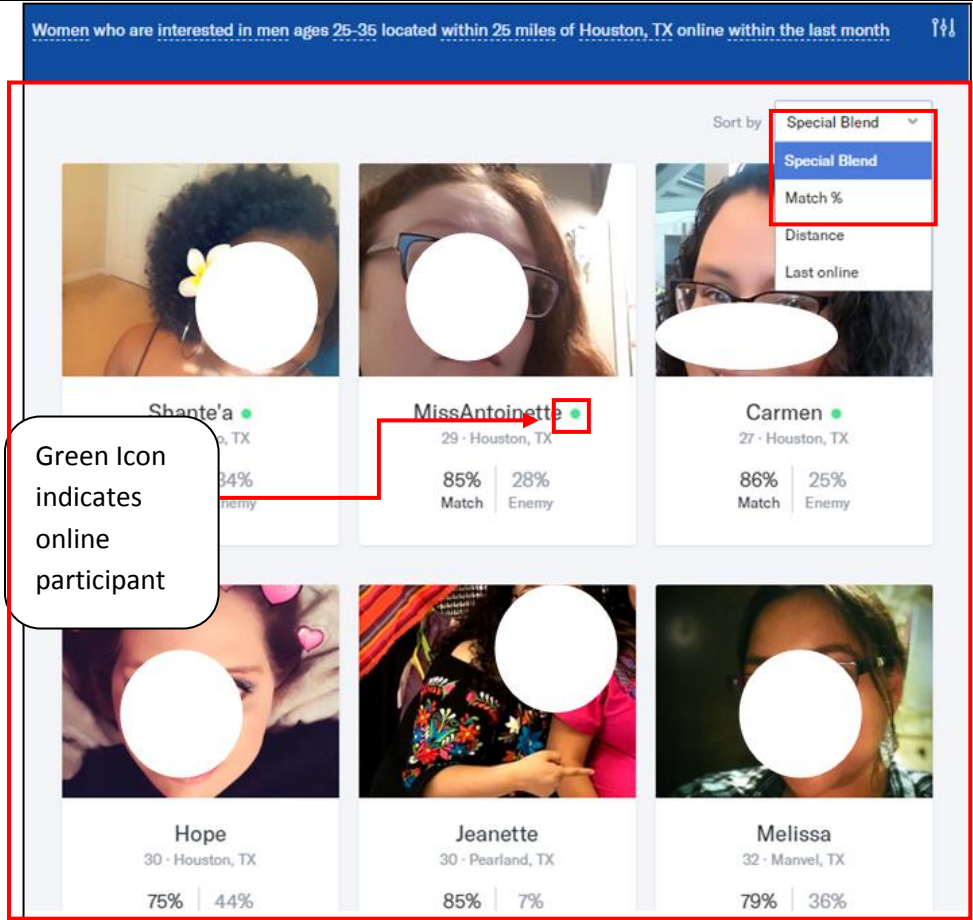 Women who are interested in men ages 25-35 located within 25 miles of Houston, TX online within the last month
Sort by Special Blend
Special Blend
Match %
Distance
Last online
Shante'a
TX
34%
MissAntoinette
29 · Houston, TX
85% 28%
Match Enemy
Carmen
27 · Houston, TX
86% 25%
Match Enemy
Green Icon
indicates
online
participant
Hope
30 · Houston, TX
75% 44%
Jeanette
30 · Pearland, TX
85% 7%
Melissa
32 · Manvel, TX
79% 36%